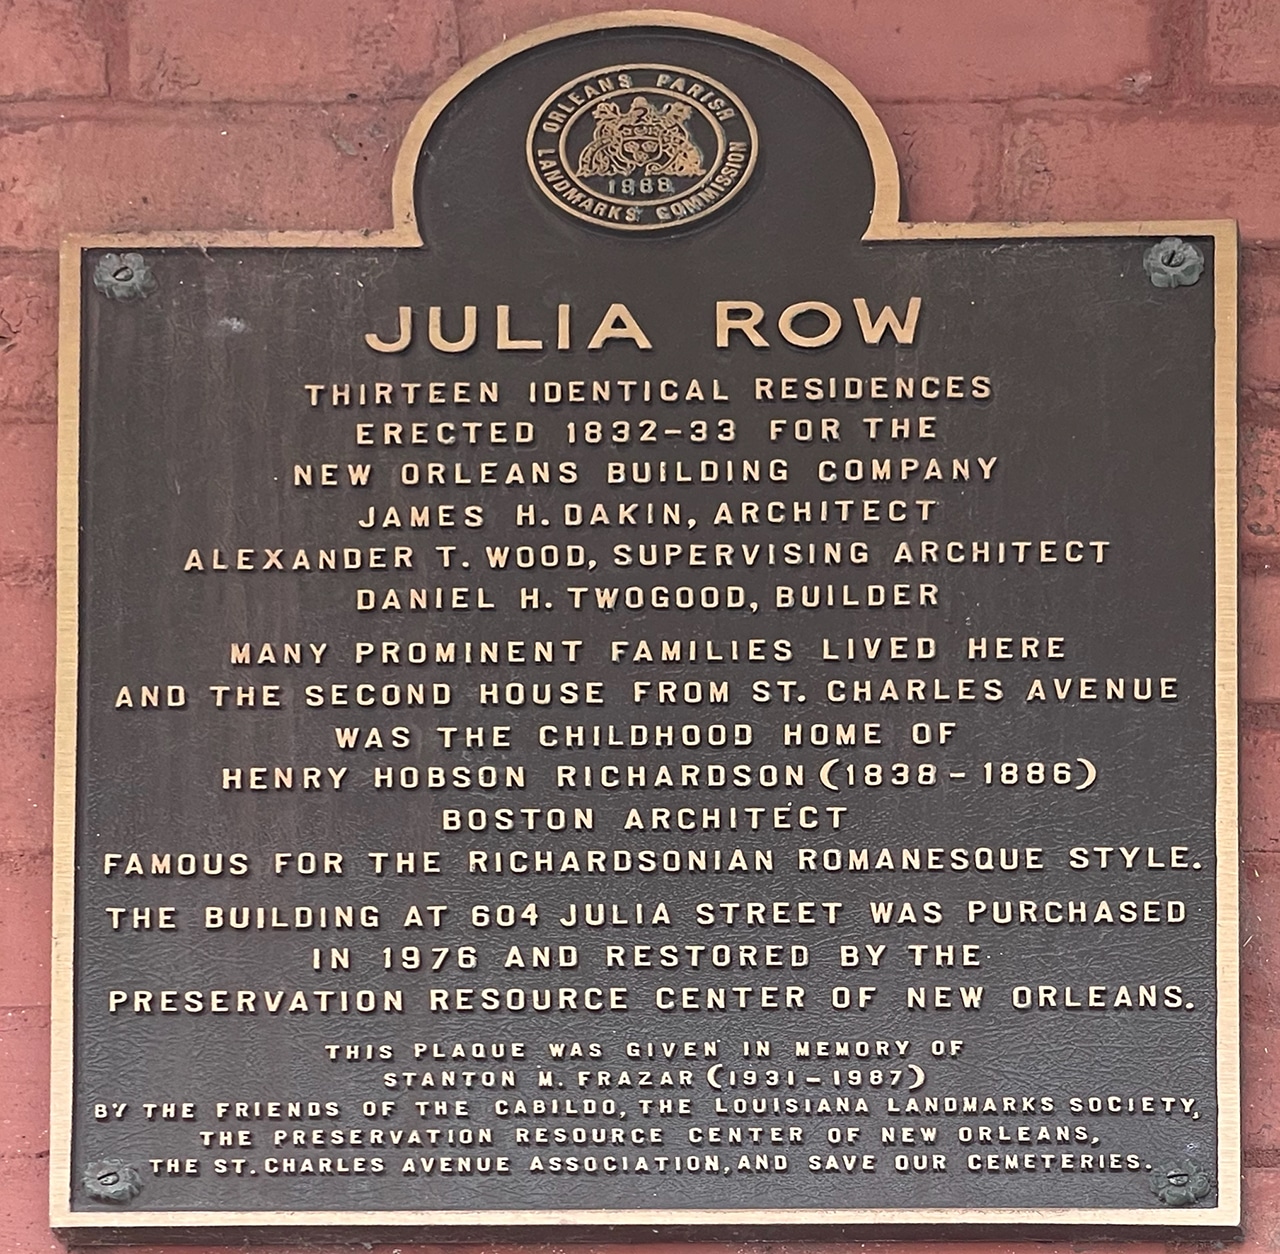 ORLEANS PARISH
LANDMARKS COMMISSION
1988
JULIA ROW
THIRTEEN IDENTICAL RESIDENCES
ERECTED 1832-33 FOR THE
NEW ORLEANS BUILDING COMPANY
JAMES H. DAKIN, ARCHITECT
ALEXANDER T. WOOD, SUPERVISING ARCHITECT
DANIEL H. TWOGOOD, BUILDER
MANY PROMINENT FAMILIES LIVED HERE
AND THE SECOND HOUSE FROM ST. CHARLES AVENUE
WAS THE CHILDHOOD HOME OF
HENRY HOBSON RICHARDSON (1838 - 1886)
BOSTON ARCHITECT
FAMOUS FOR THE RICHARDSONIAN ROMANESQUE STYLE.
THE BUILDING AT 604 JULIA STREET WAS PURCHASED
IN 1976 AND RESTORED BY THE
PRESERVATION RESOURCE CENTER OF NEW ORLEANS.
THIS PLAQUE WAS GIVEN IN MEMORY OF
STANTON M. FRAZAR (1931-1987)
BY THE FRIENDS OF THE CABILDO, THE LOUISIANA LANDMARKS SOCIETY,
THE PRESERVATION RESOURCE CENTER OF NEW ORLEANS,
THE ST. CHARLES AVENUE ASSOCIATION, AND SAVE OUR CEMETERIES.